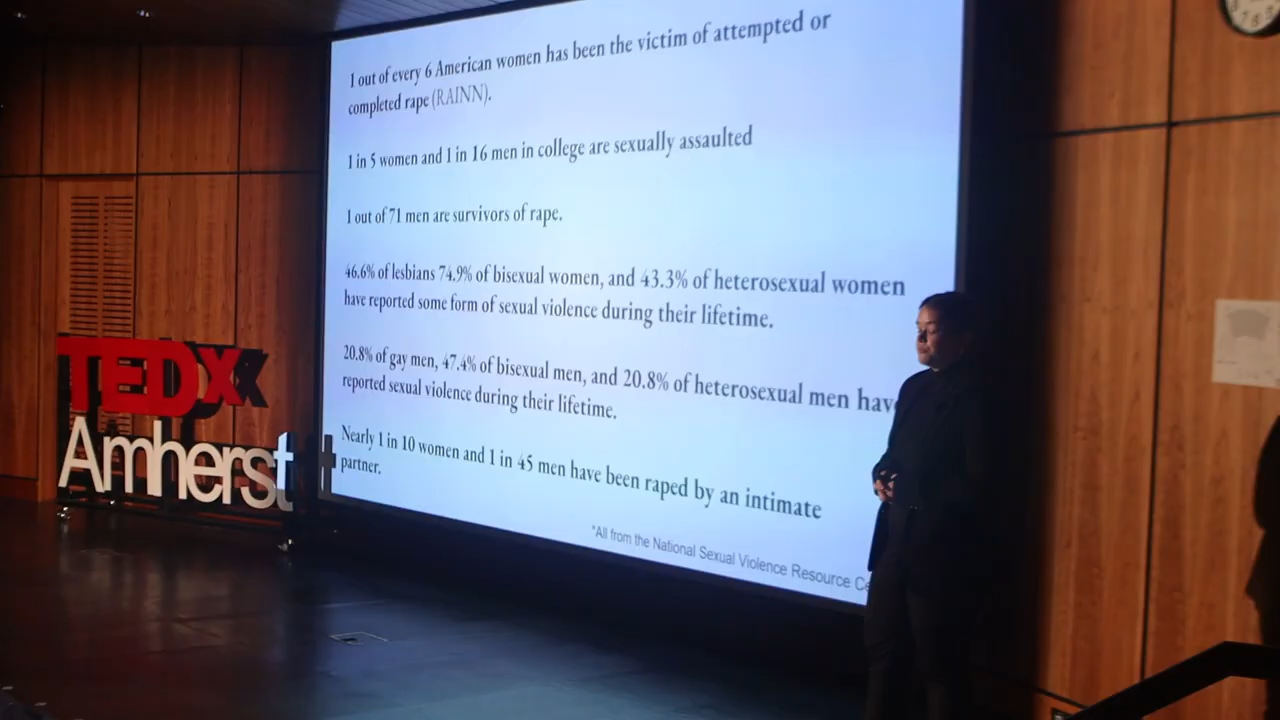 1 out of every 6 American women has been the victim of attempted or
completed rape (RAINN).
1 in 5 women and 1 in 16 men in college are sexually assaulted
1 out of 71 men are survivors of rape.
46.6% of lesbians 74.9% of bisexual women, and 43.3% of heterosexual women
have reported some form of sexual violence during their lifetime.
20.8% of gay men, 47.4% of bisexual men, and 20.8% of heterosexual men have
reported sexual violence during their lifetime.
Nearly 1 in 10 women and 1 in 45 men have been raped by an intimate
partner.
*All from the National Sexual Violence Resource
TEDx
Amherst